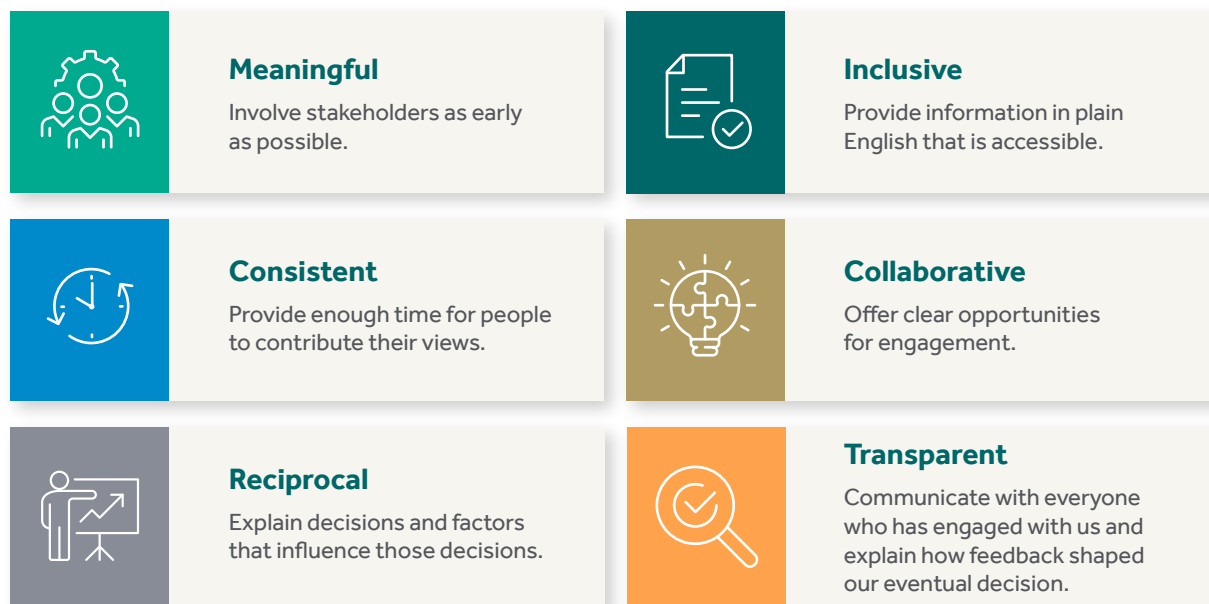 Meaningful
Involve stakeholders as early
as possible.
Inclusive
Provide information in plain
English that is accessible.
Consistent
Provide enough time for people
to contribute their views.
Collaborative
Offer clear opportunities
for engagement.
Reciprocal
Explain decisions and factors
that influence those decisions.
Transparent
Communicate with everyone
who has engaged with us and
explain how feedback shaped
our eventual decision.